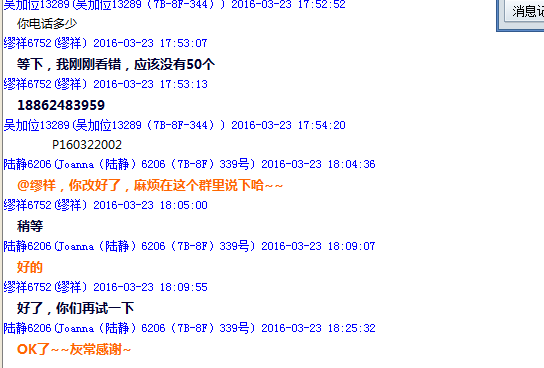 吴加位13289(吴加位13289（7B-8F-344）) 2016-03-23 17:52:52
消息记
你电话多少
缪祥6752(缪祥) 2016-03-23 17:53:07
等下，我刚刚看错，应该没有50个
缪祥6752(缪祥) 2016-03-23 17:53:13
18862483959
吴加位13289(吴加位13289（7B-8F-344）) 2016-03-23 17:54:20
P160322002
陆静6206(Joanna（陆静）6206（7B-8F）339号) 2016-03-23 18:04:36
@缪祥，你改好了，麻烦在这个群里说下哈~~
缪祥6752(缪祥) 2016-03-23 18:05:00
稍等
陆静6206(Joanna（陆静）6206（7B-8F）339号) 2016-03-23 18:09:07
好的
缪祥6752(缪祥) 2016-03-23 18:09:55
好了，你们再试一下
陆静6206(Joanna（陆静）6206（7B-8F）339号) 2016-03-23 18:25:32
OK了~~灰常感谢~